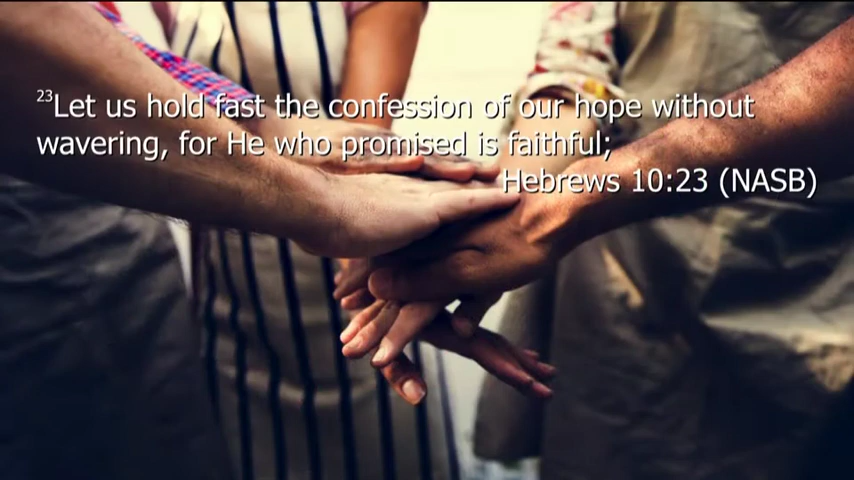 23Let us hold fast the confession of our hope without
wavering, for He who promised is faithful;
Hebrews 10:23 (NASB)